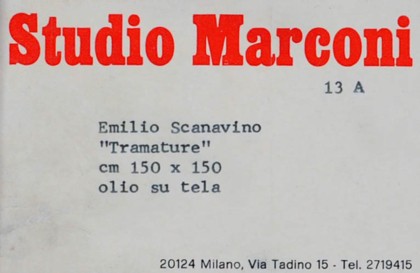 Studio Marconi
13 A
Emilio Scanavino
"Tramature"
cm 150 x 150
olio su tela
20124 Milano, Via Tadino 15 - Tel. 2719415